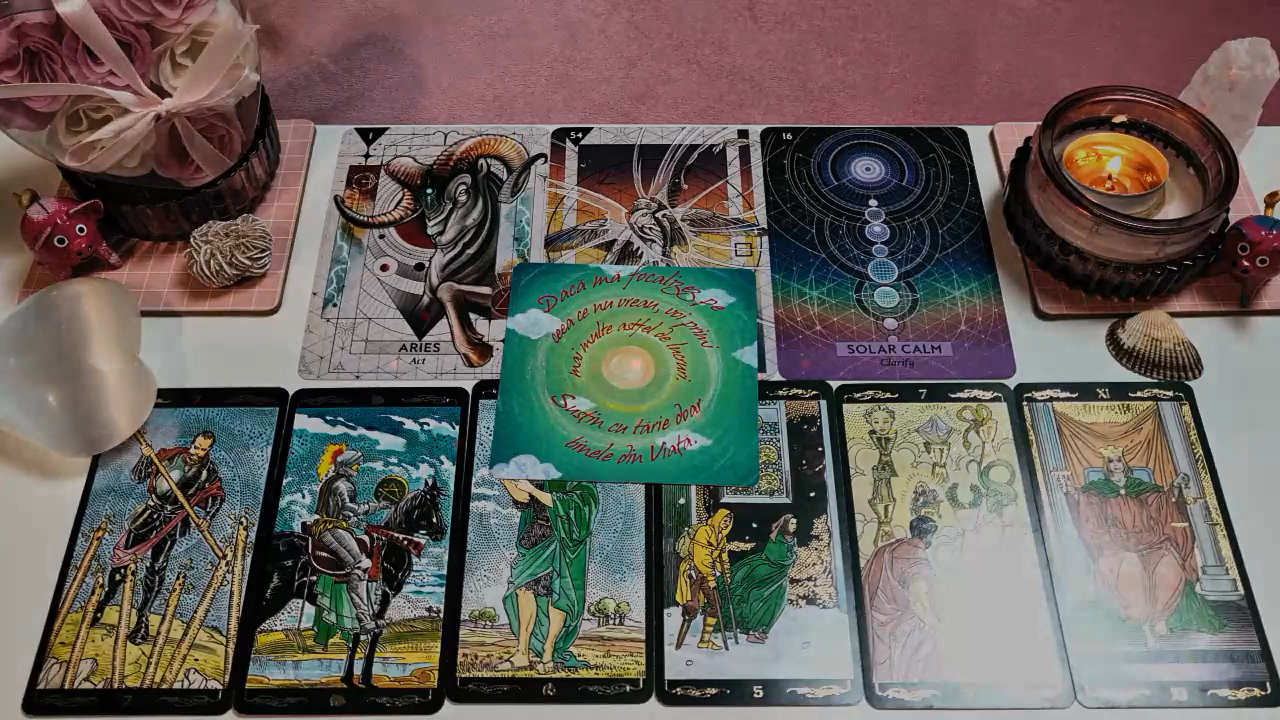 1
54
16
ARIES
Act
SOLAR CALM
Clarify
Dacă mă focalizez pe
ceea ce nu vreau, voi primi
mai multe astfel de lucruri.
Susțin cu tărie doar
binele din Viață.
7
XI
5